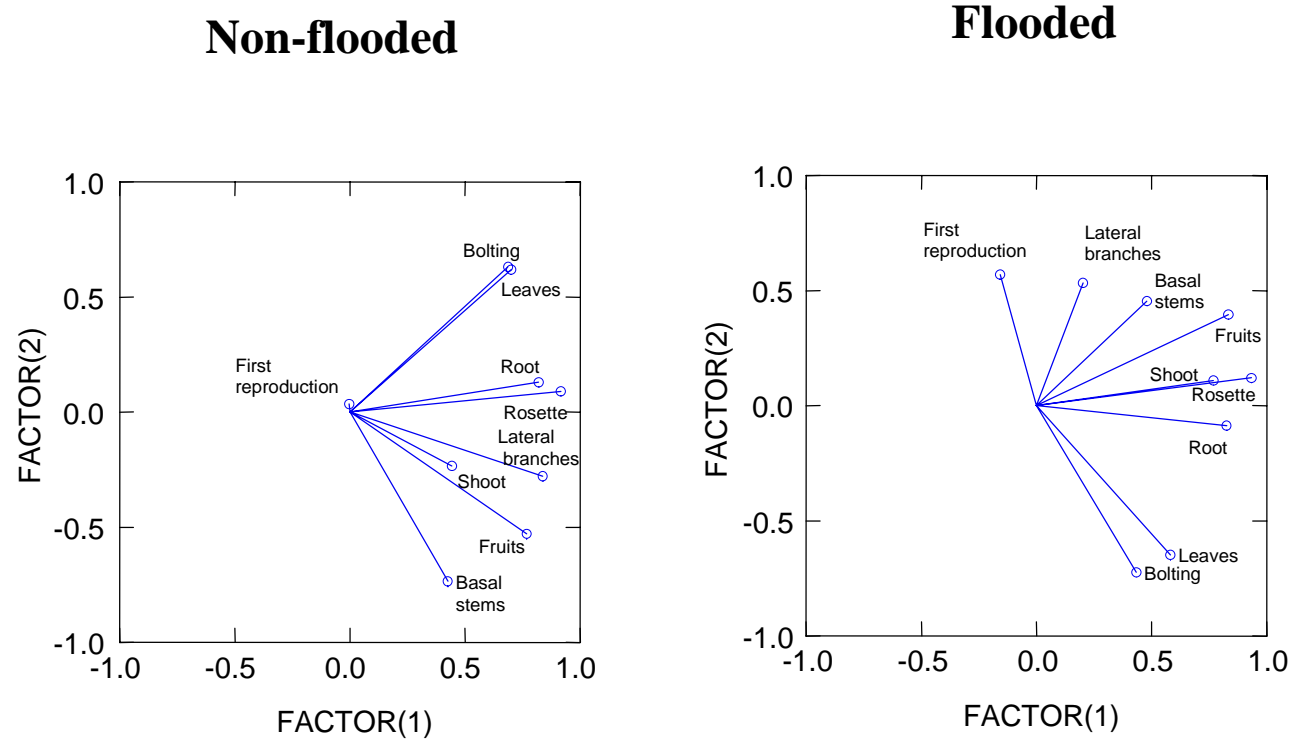 Non-flooded
1.0
0.5
0.0
-0.5
-1.0
-1.0
-0.5
0.0
0.5
1.0
FACTOR(2)
FACTOR(1)
Bolting
Leaves
First
reproduction
Root
Rosette
Lateral
branches
Shoot
Fruits
Basal
stems
Flooded
1.0
0.5
0.0
-0.5
-1.0
-1.0
-0.5
0.0
0.5
1.0
FACTOR(2)
FACTOR(1)
First
reproduction
Lateral
branches
Basal
stems
Fruits
Shoot
Rosette
Root
Leaves
Bolting